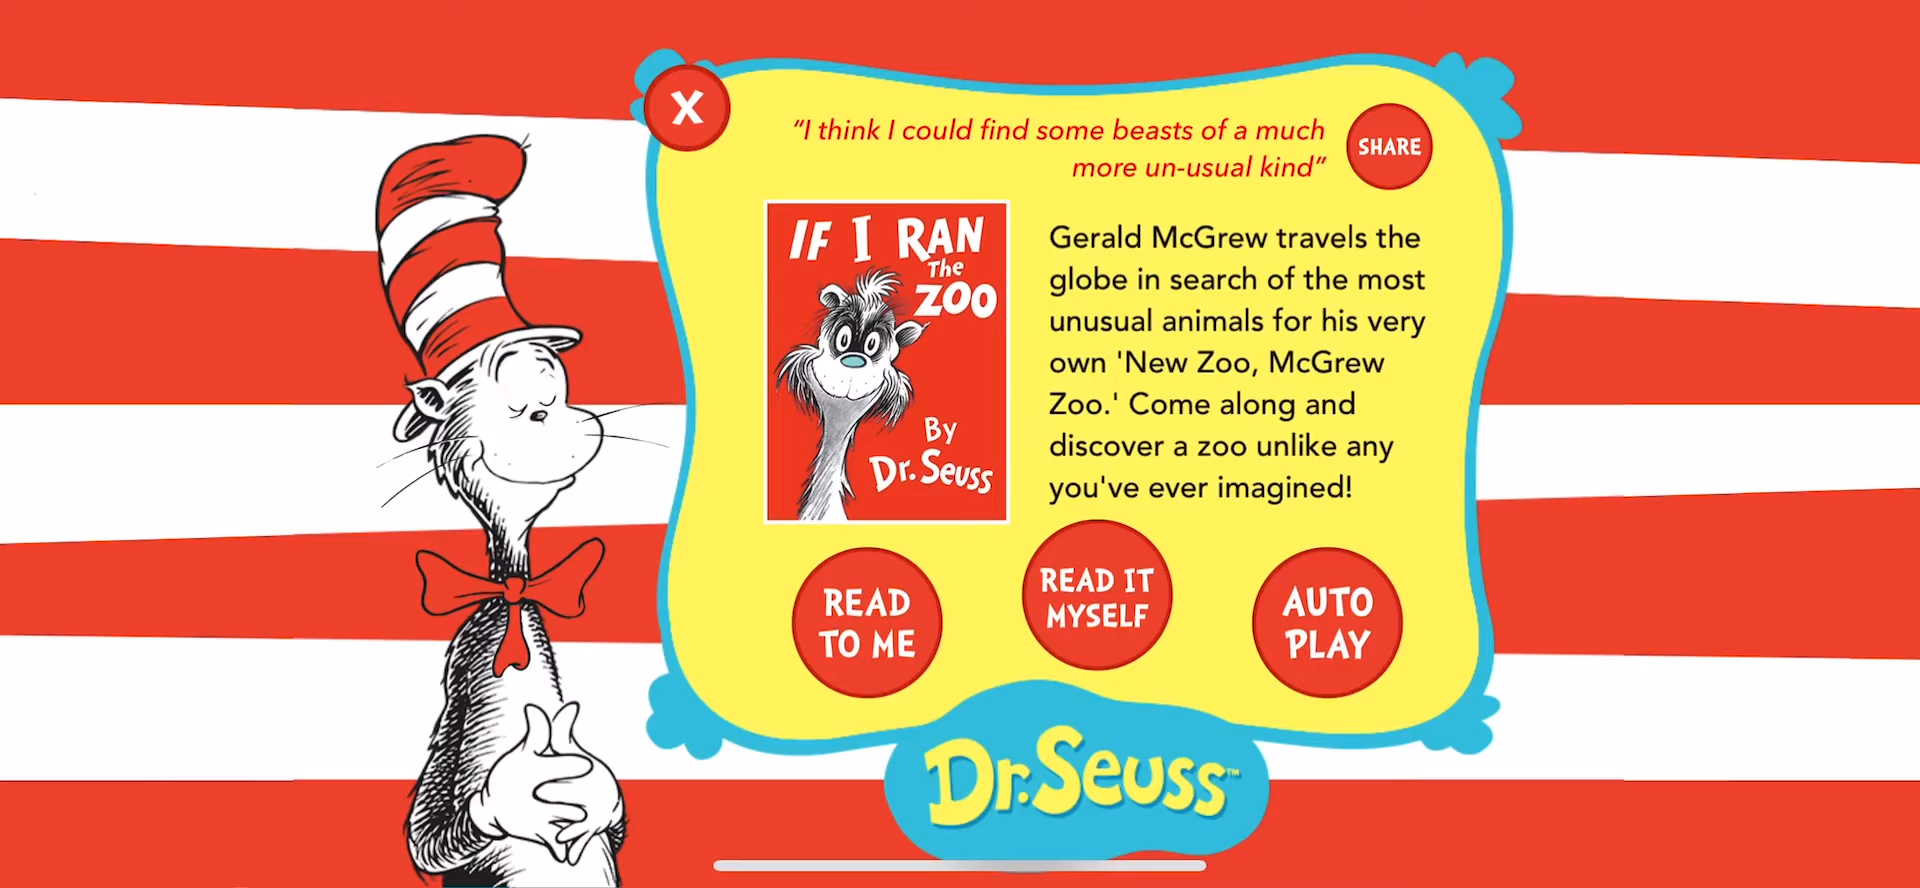 X
“I think I could find some beasts of a much
more un-usual kind”
SHARE
IF I RAN
The
ZOO
By
Dr. Seuss
Gerald McGrew travels the
globe in search of the most
unusual animals for his very
own 'New Zoo, McGrew
Zoo.' Come along and
discover a zoo unlike any
you've ever imagined!
READ
TO ME
READ IT
MYSELF
AUTO
PLAY
Dr. Seuss™